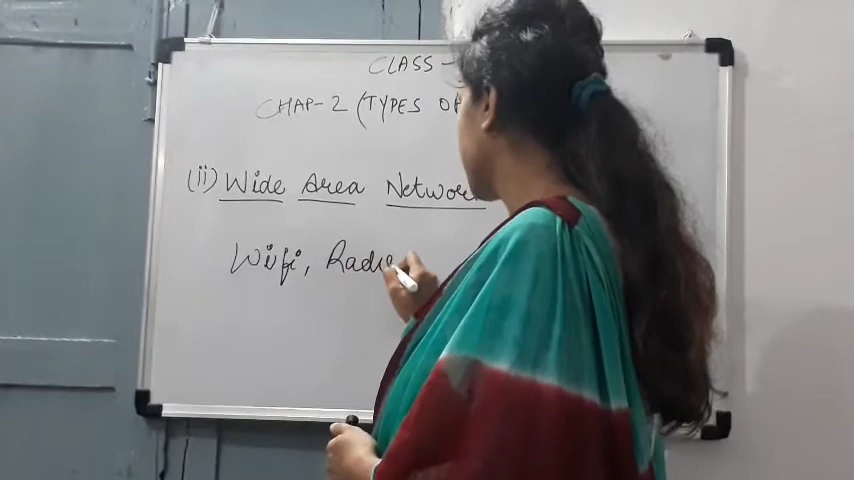 CLASS-
CHAP-2 (TYPES OF
(ii) Wide Area Network
Wifi, Radio